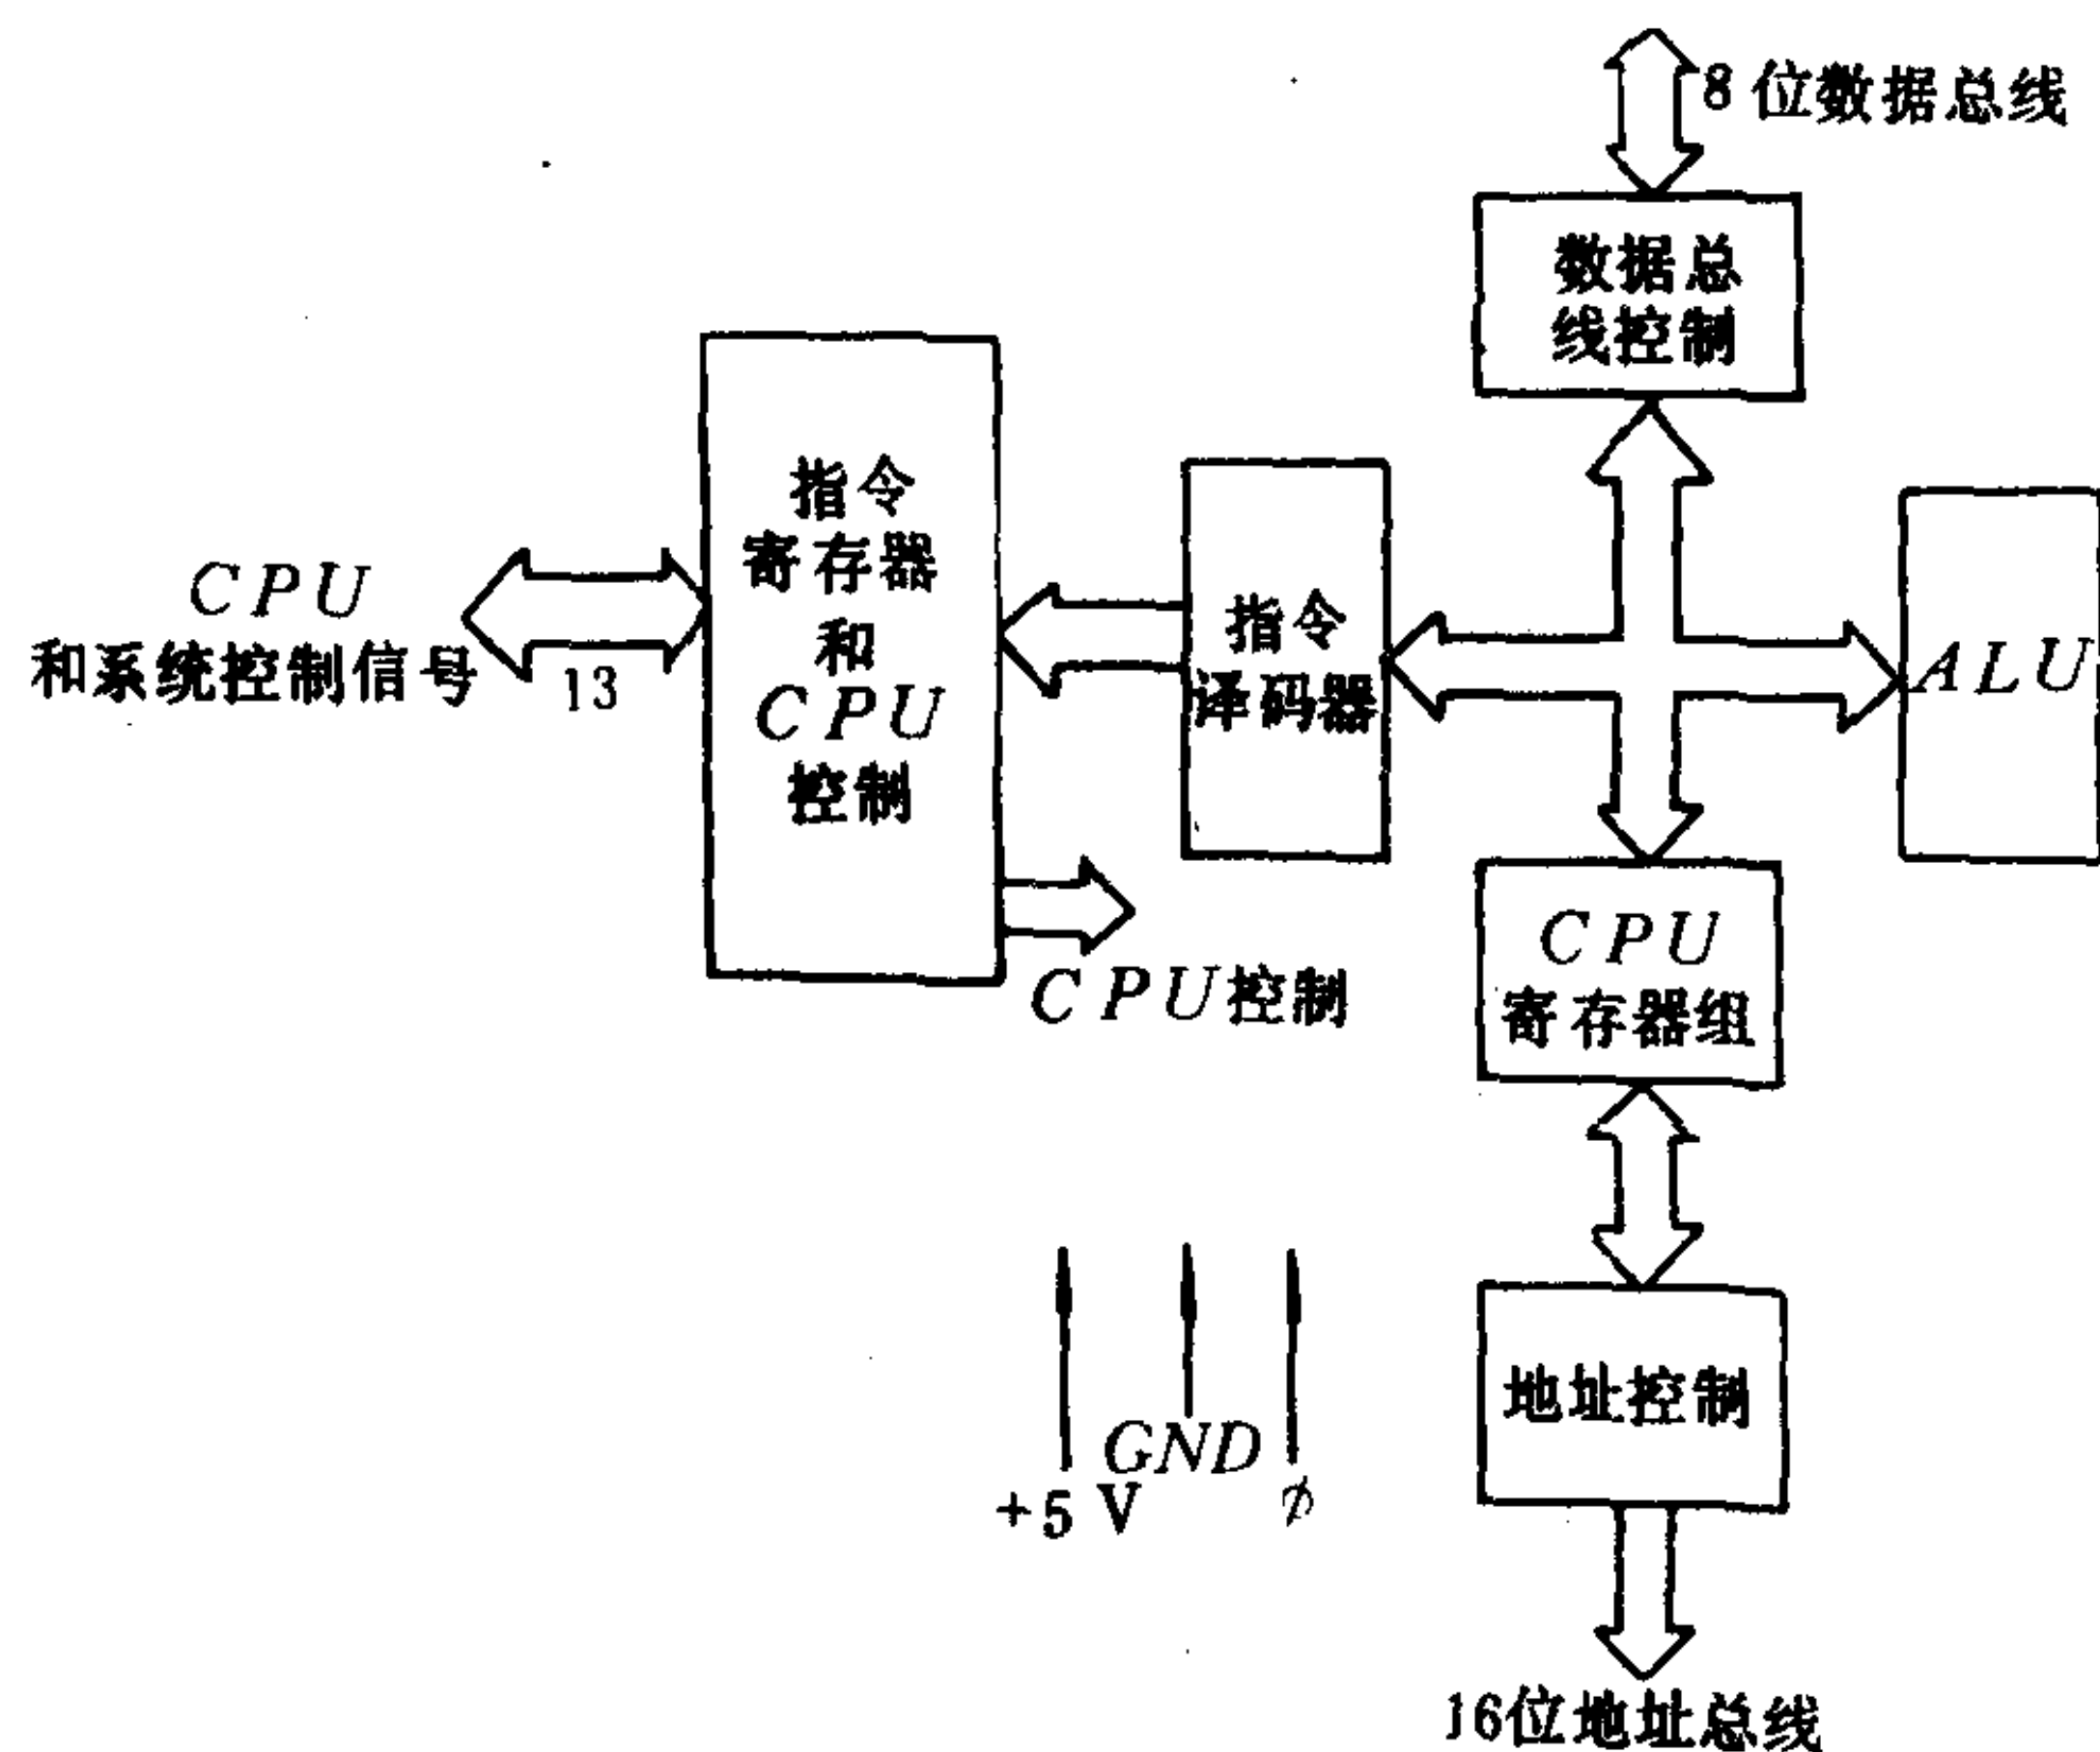 8 位数据总线
数据总
线控制
指令
寄存器
和
CPU
控制
CPU
和系统控制信号
13
指令
译码器
ALU
CPU控制
CPU
寄存器组
地址控制
GND
+5 V
φ
16位地址总线